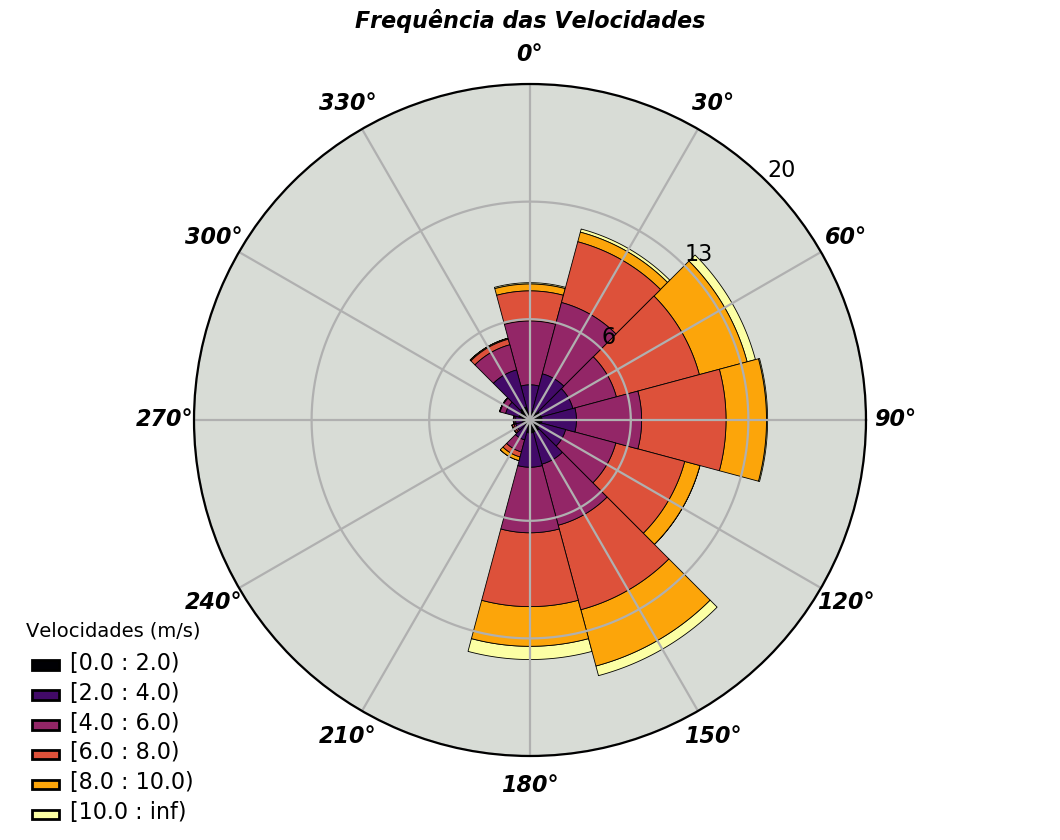 Frequência das Velocidades
0°
330°
30°
20
300°
60°
13
6
270°
90°
240°
120°
210°
150°
180°
Velocidades (m/s)
[0.0 : 2.0)
[2.0 : 4.0)
[4.0 : 6.0)
[6.0 : 8.0)
[8.0 : 10.0)
[10.0 : inf)